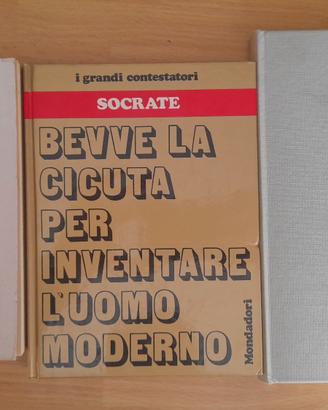 i grandi contestatori
SOCRATE
BEVVE LA
CICUTA
PER
INVENTARE
L'UOMO
MODERNO
Mondadori